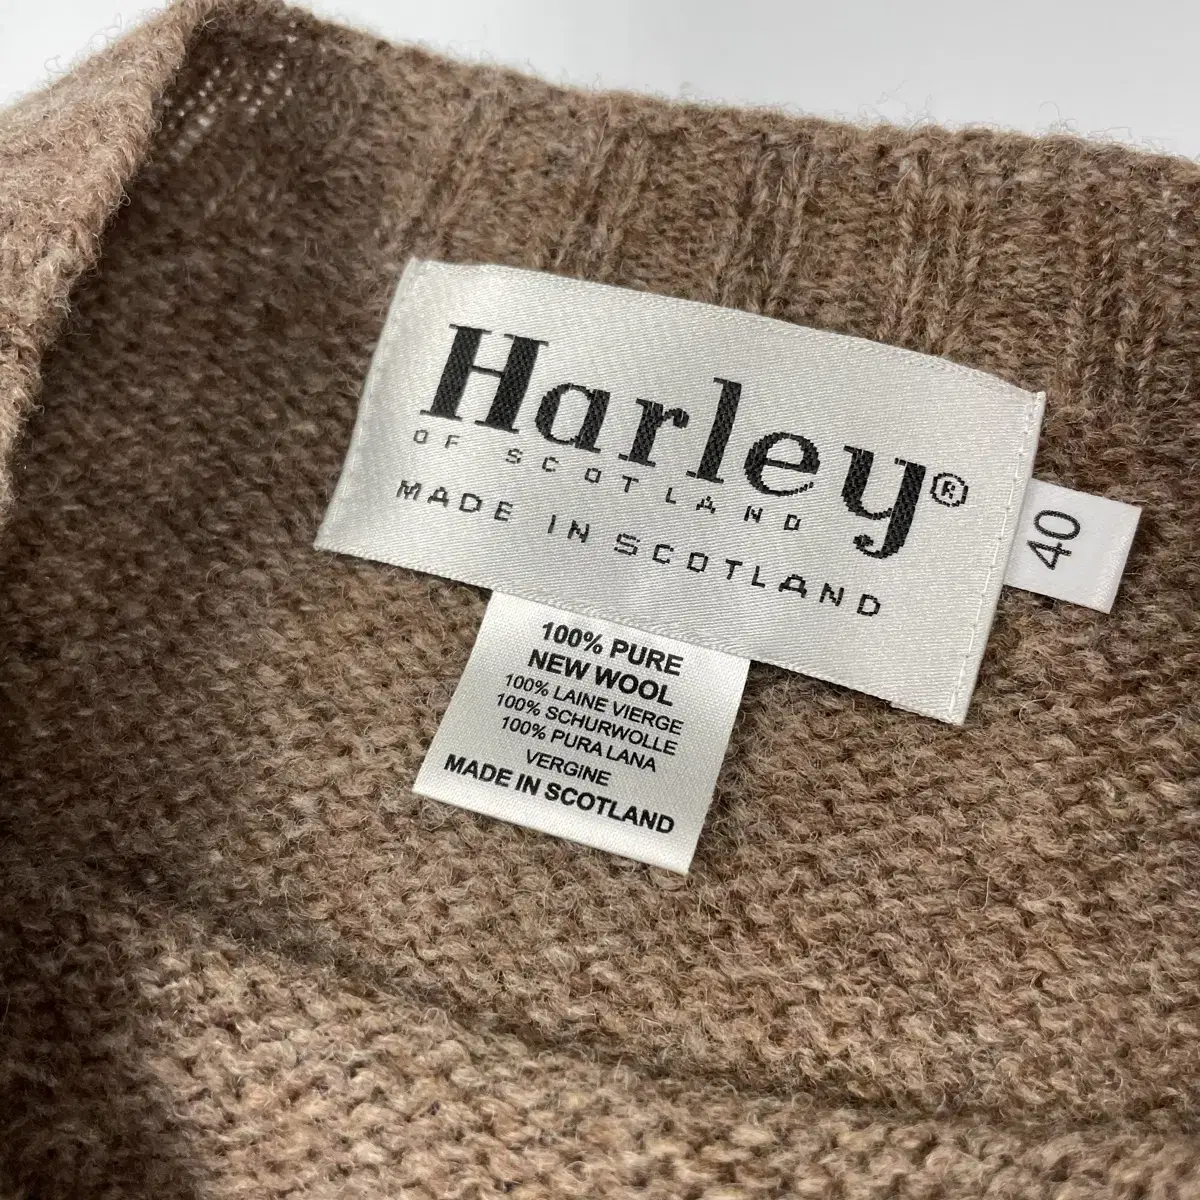 Harley®
OF SCOTLAND
MADE IN SCOTLAND
40
100% PURE
NEW WOOL
100% LAINE VIERGE
100% SCHURWOLLE
100% PURA LANA
VERGINE
MADE IN SCOTLAND